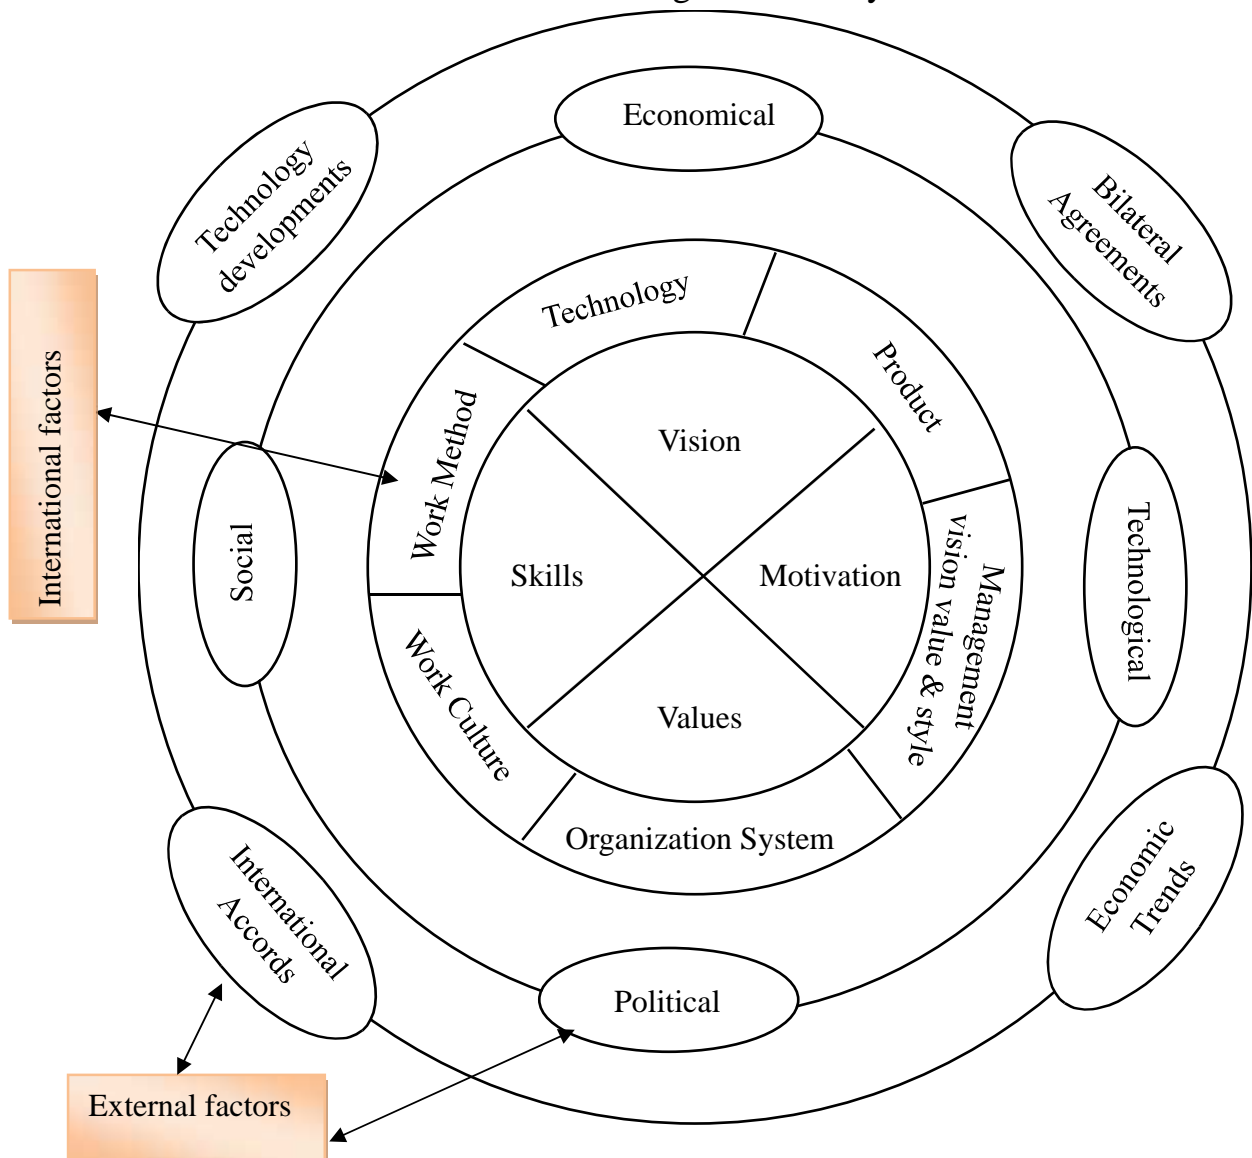 Economical
Technology
developments
Bilateral
Agreements
Technology
Product
International factors
Work Method
Vision
Social
Skills
Motivation
Management
vision value & style
Technological
Work Culture
Values
Organization System
International
Accords
Economic
Trends
Political
External factors